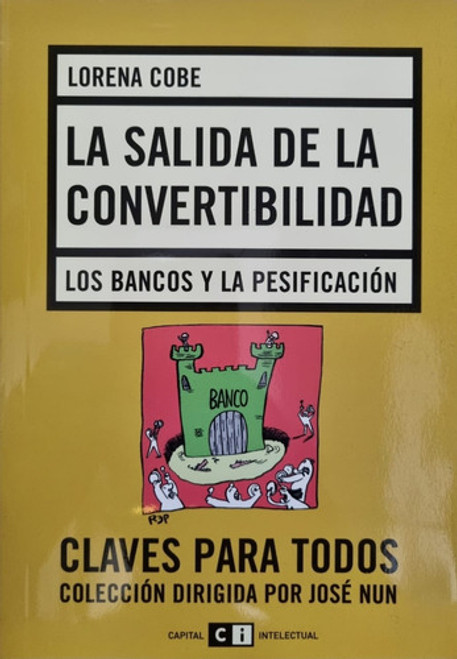 LORENA COBE
LA SALIDA DE LA
CONVERTIBILIDAD
LOS BANCOS Y LA PESIFICACIÓN
BANCO
REP
CLAVES PARA TODOS
COLECCIÓN DIRIGIDA POR JOSÉ NUN
CAPITAL Ci INTELECTUAL